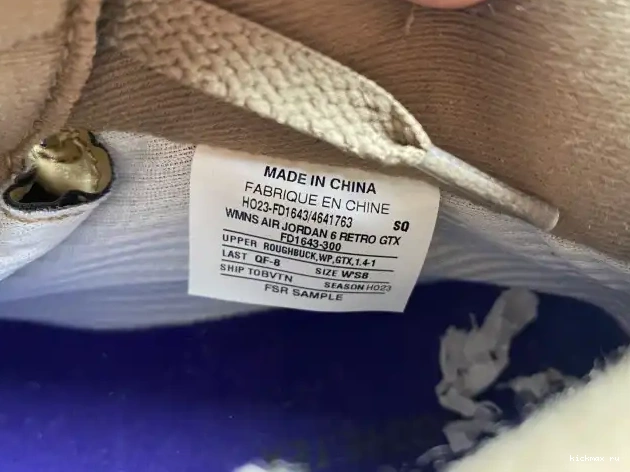 MADE IN CHINA
FABRIQUE EN CHINE
HO23-FD1643/4641763 SQ
WMNS AIR JORDAN 6 RETRO GTX
FD1643-300
UPPER ROUGHBUCK,WP,GTX,1.4-1
LAST QF-8 SIZE W'S8
SHIP TOBVTN SEASON HO23
FSR SAMPLE